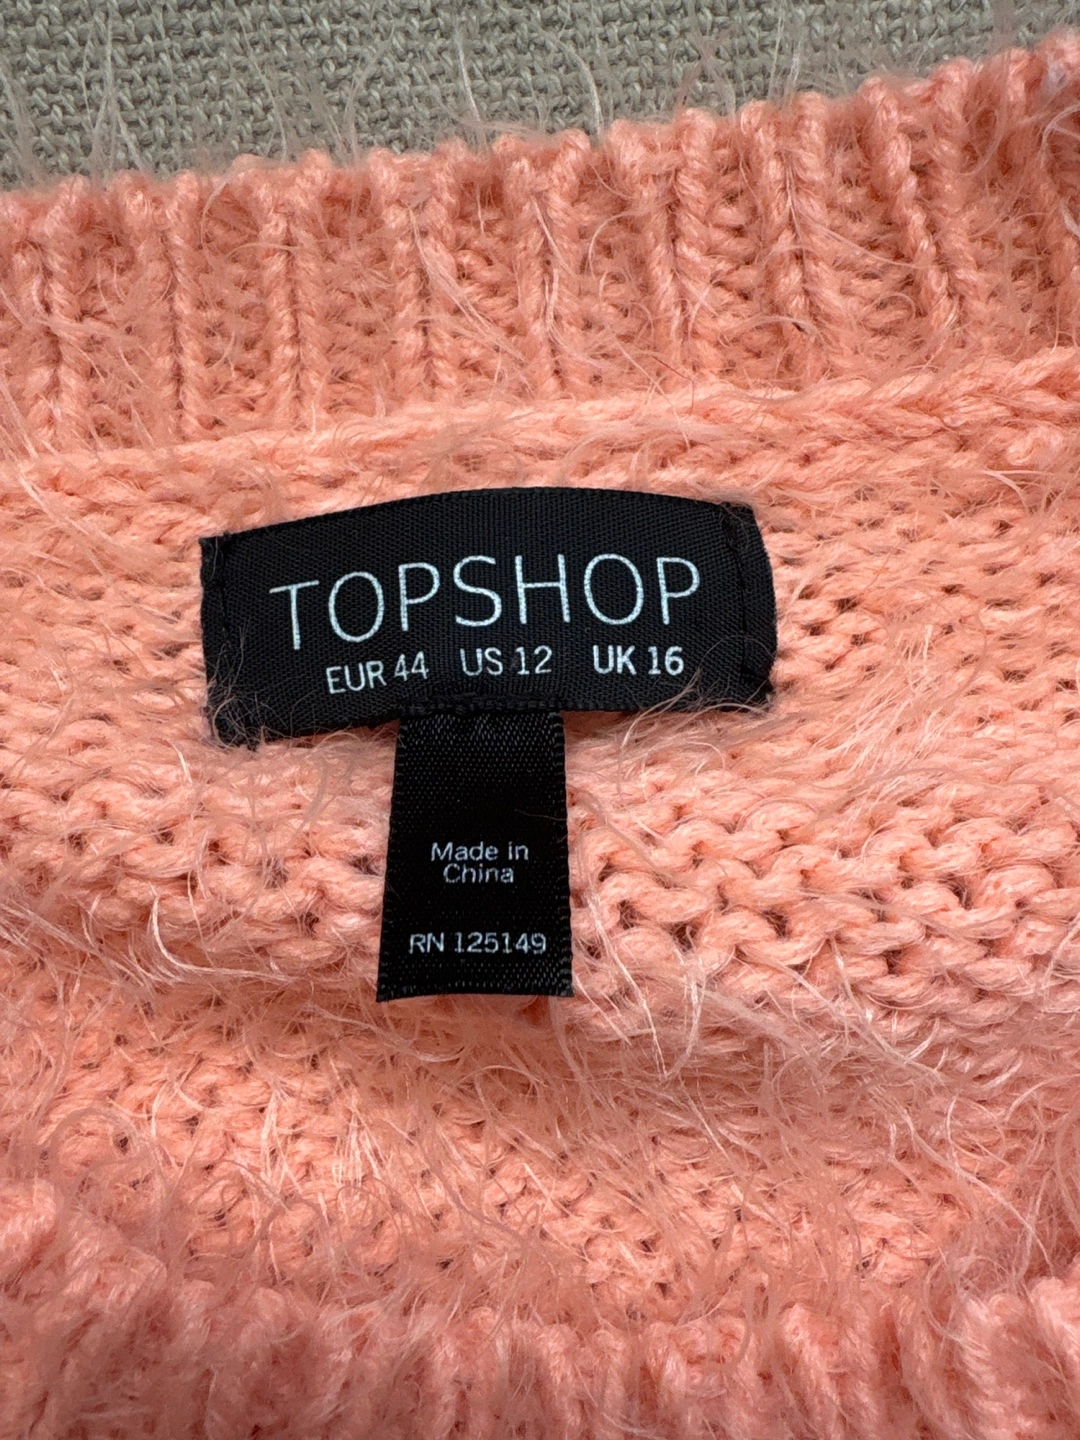 TOPSHOP
EUR 44 US 12 UK 16
Made in
China
RN 125149